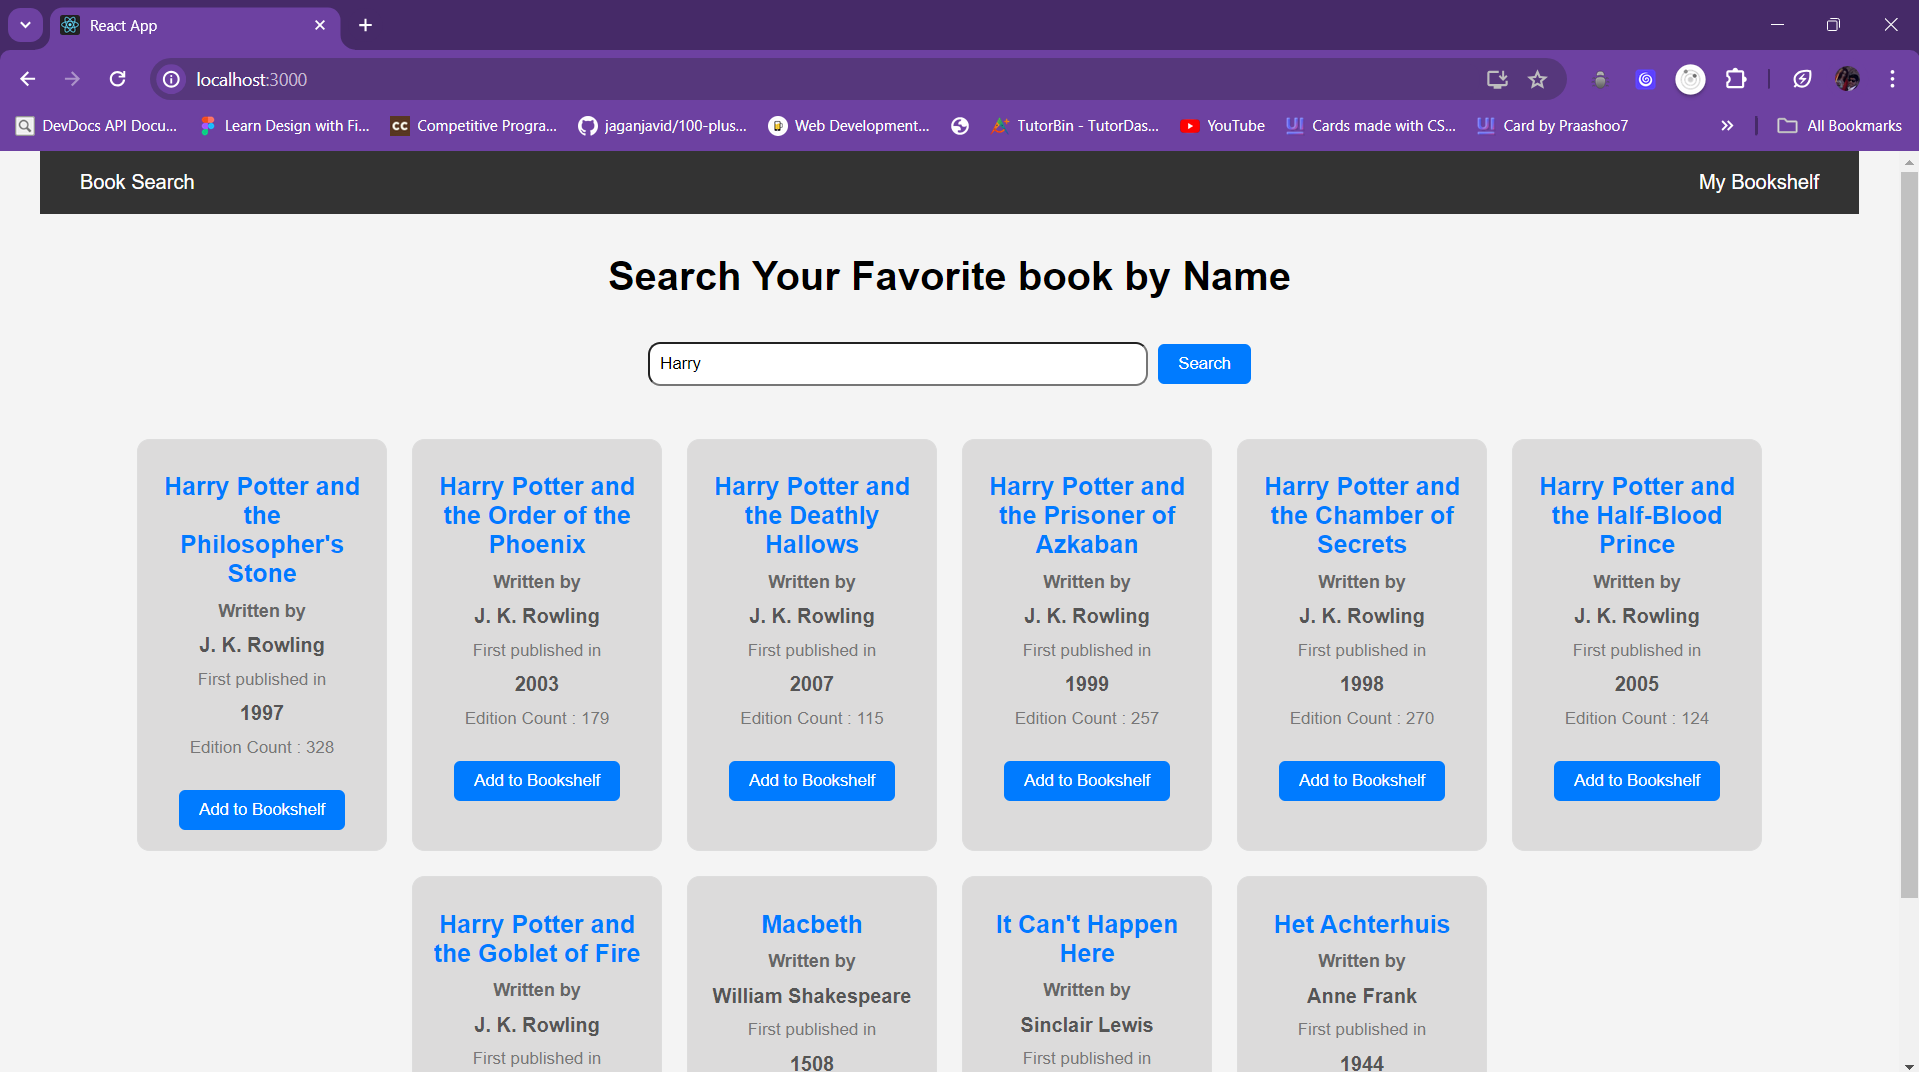 React App
localhost:3000
DevDocs API Docu...
Learn Design with Fi...
CC
Competitive Progra...
jaganjavid/100-plus...
Web Development...
TutorBin - TutorDas...
YouTube
UI
Cards made with CS...
UI
Card by Praashoo7
All Bookmarks
Book Search
My Bookshelf
Search Your Favorite book by Name
Harry
Search
Harry Potter and
the
Philosopher's
Stone
Written by
J. K. Rowling
First published in
1997
Edition Count : 328
Add to Bookshelf
Harry Potter and
the Order of the
Phoenix
Written by
J. K. Rowling
First published in
2003
Edition Count : 179
Add to Bookshelf
Harry Potter and
the Deathly
Hallows
Written by
J. K. Rowling
First published in
2007
Edition Count : 115
Add to Bookshelf
Harry Potter and
the Prisoner of
Azkaban
Written by
J. K. Rowling
First published in
1999
Edition Count : 257
Add to Bookshelf
Harry Potter and
the Chamber of
Secrets
Written by
J. K. Rowling
First published in
1998
Edition Count : 270
Add to Bookshelf
Harry Potter and
the Half-Blood
Prince
Written by
J. K. Rowling
First published in
2005
Edition Count : 124
Add to Bookshelf
Harry Potter and
the Goblet of Fire
Written by
J. K. Rowling
First published in
Macbeth
Written by
William Shakespeare
First published in
1508
It Can't Happen
Here
Written by
Sinclair Lewis
First published in
Het Achterhuis
Written by
Anne Frank
First published in
1944